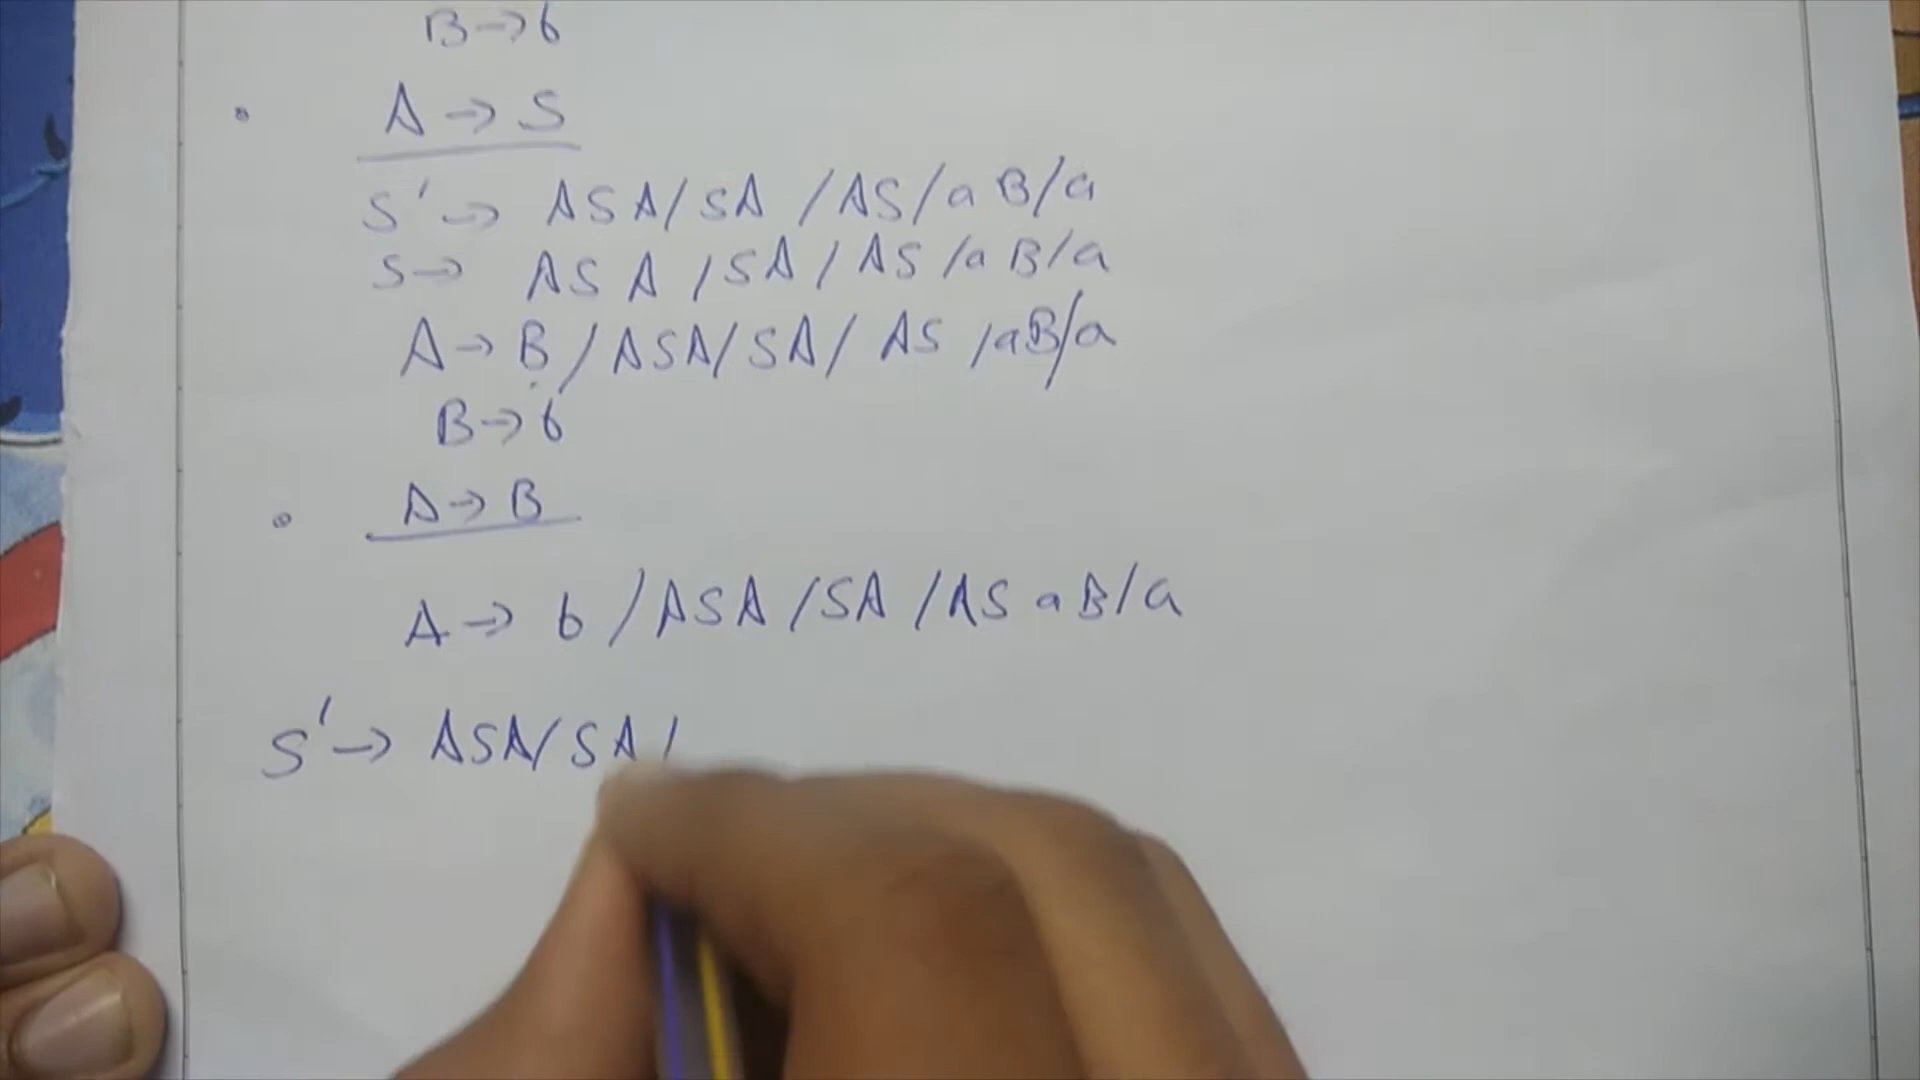 B→b
A→S
S'→ ASA/SA/AS/aB/a
S→ ASA/SA/AS/aB/a
A→B/ASA/SA/AS/aB/a
B→b
A→B
A→ b/ASA/SA/AS aB/a
S'→ ASA/SA/